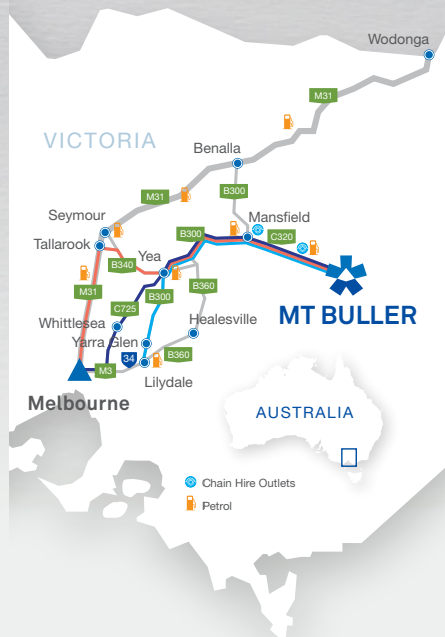 Wodonga
M31
VICTORIA
Benalla
M31
B300
Seymour
Mansfield
Tallarook
B300
C320
Yea
B340
M31
B300
B360
C725
MT BULLER
Whittlesea
Healesville
Yarra Glen
34
B360
M3
Lilydale
Melbourne
AUSTRALIA
Chain Hire Outlets
Petrol